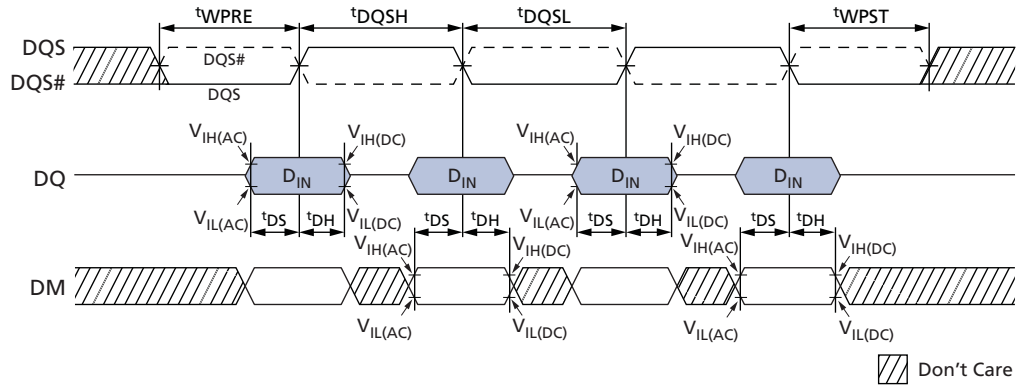 tWPRE tDQSH tDQSL tWPST
DQS
DQS#
DQS#
DQS
VIH(AC) VIH(DC) VIH(AC) VIH(DC)
DQ DIN DIN DIN DIN
VIL(AC) VIL(DC) VIL(AC) VIL(DC)
tDS tDH tDS tDH tDS tDH tDS tDH
VIH(AC) VIH(DC) VIH(AC) VIH(DC)
DM
VIL(AC) VIL(DC) VIL(AC) VIL(DC)
Don't Care